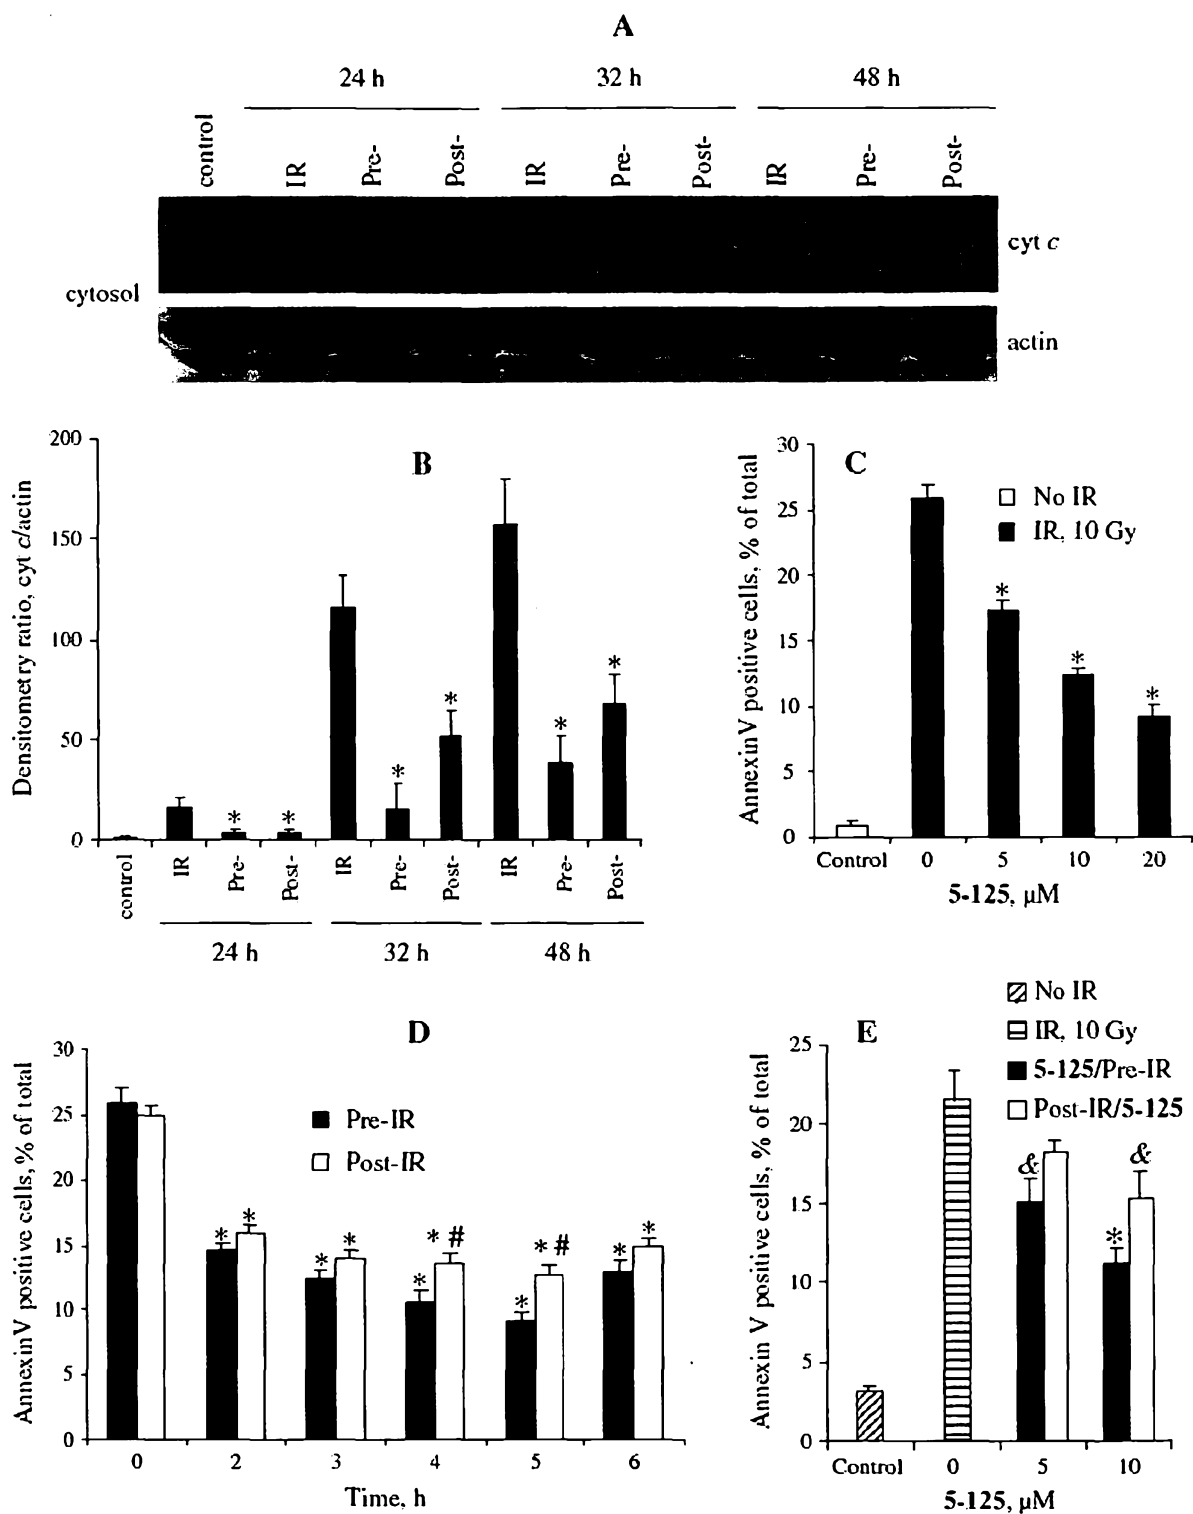 A
24 h
32 h
48 h
control
IR
Pre-
Post-
IR
Pre-
Post-
IR
Pre-
Post-
cyt c
cytosol
actin
B
Densitometry ratio, cyt c/actin
200
150
100
50
0
control
IR
Pre-
Post-
IR
Pre-
Post-
IR
Pre-
Post-
24 h
32 h
48 h
* * * * * *
C
AnnexinV positive cells, % of total
30
25
20
15
10
5
0
No IR
IR, 10 Gy
* * *
Control 0 5 10 20
5-125, µM
D
AnnexinV positive cells, % of total
30
25
20
15
10
5
0
Pre-IR
Post-IR
* * * * * * # * * # * *
0 2 3 4 5 6
Time, h
E
Annexin V positive cells, % of total
25
20
15
10
5
0
No IR
IR, 10 Gy
5-125/Pre-IR
Post-IR/5-125
& * &
Control 0 5 10
5-125, µM